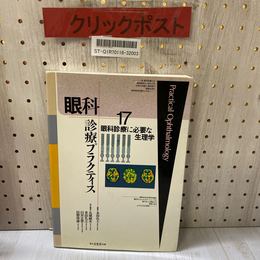 クリックポスト
ST-Q1R70116-32003
Practical Ophthalmology
眼科
診療プラクティス
17
眼科診療に必要な
生理学